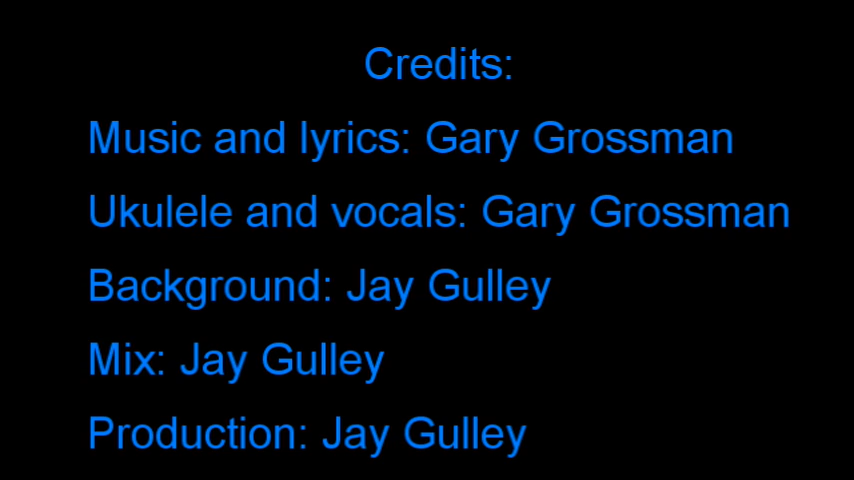 Credits:
Music and lyrics: Gary Grossman
Ukulele and vocals: Gary Grossman
Background: Jay Gulley
Mix: Jay Gulley
Production: Jay Gulley